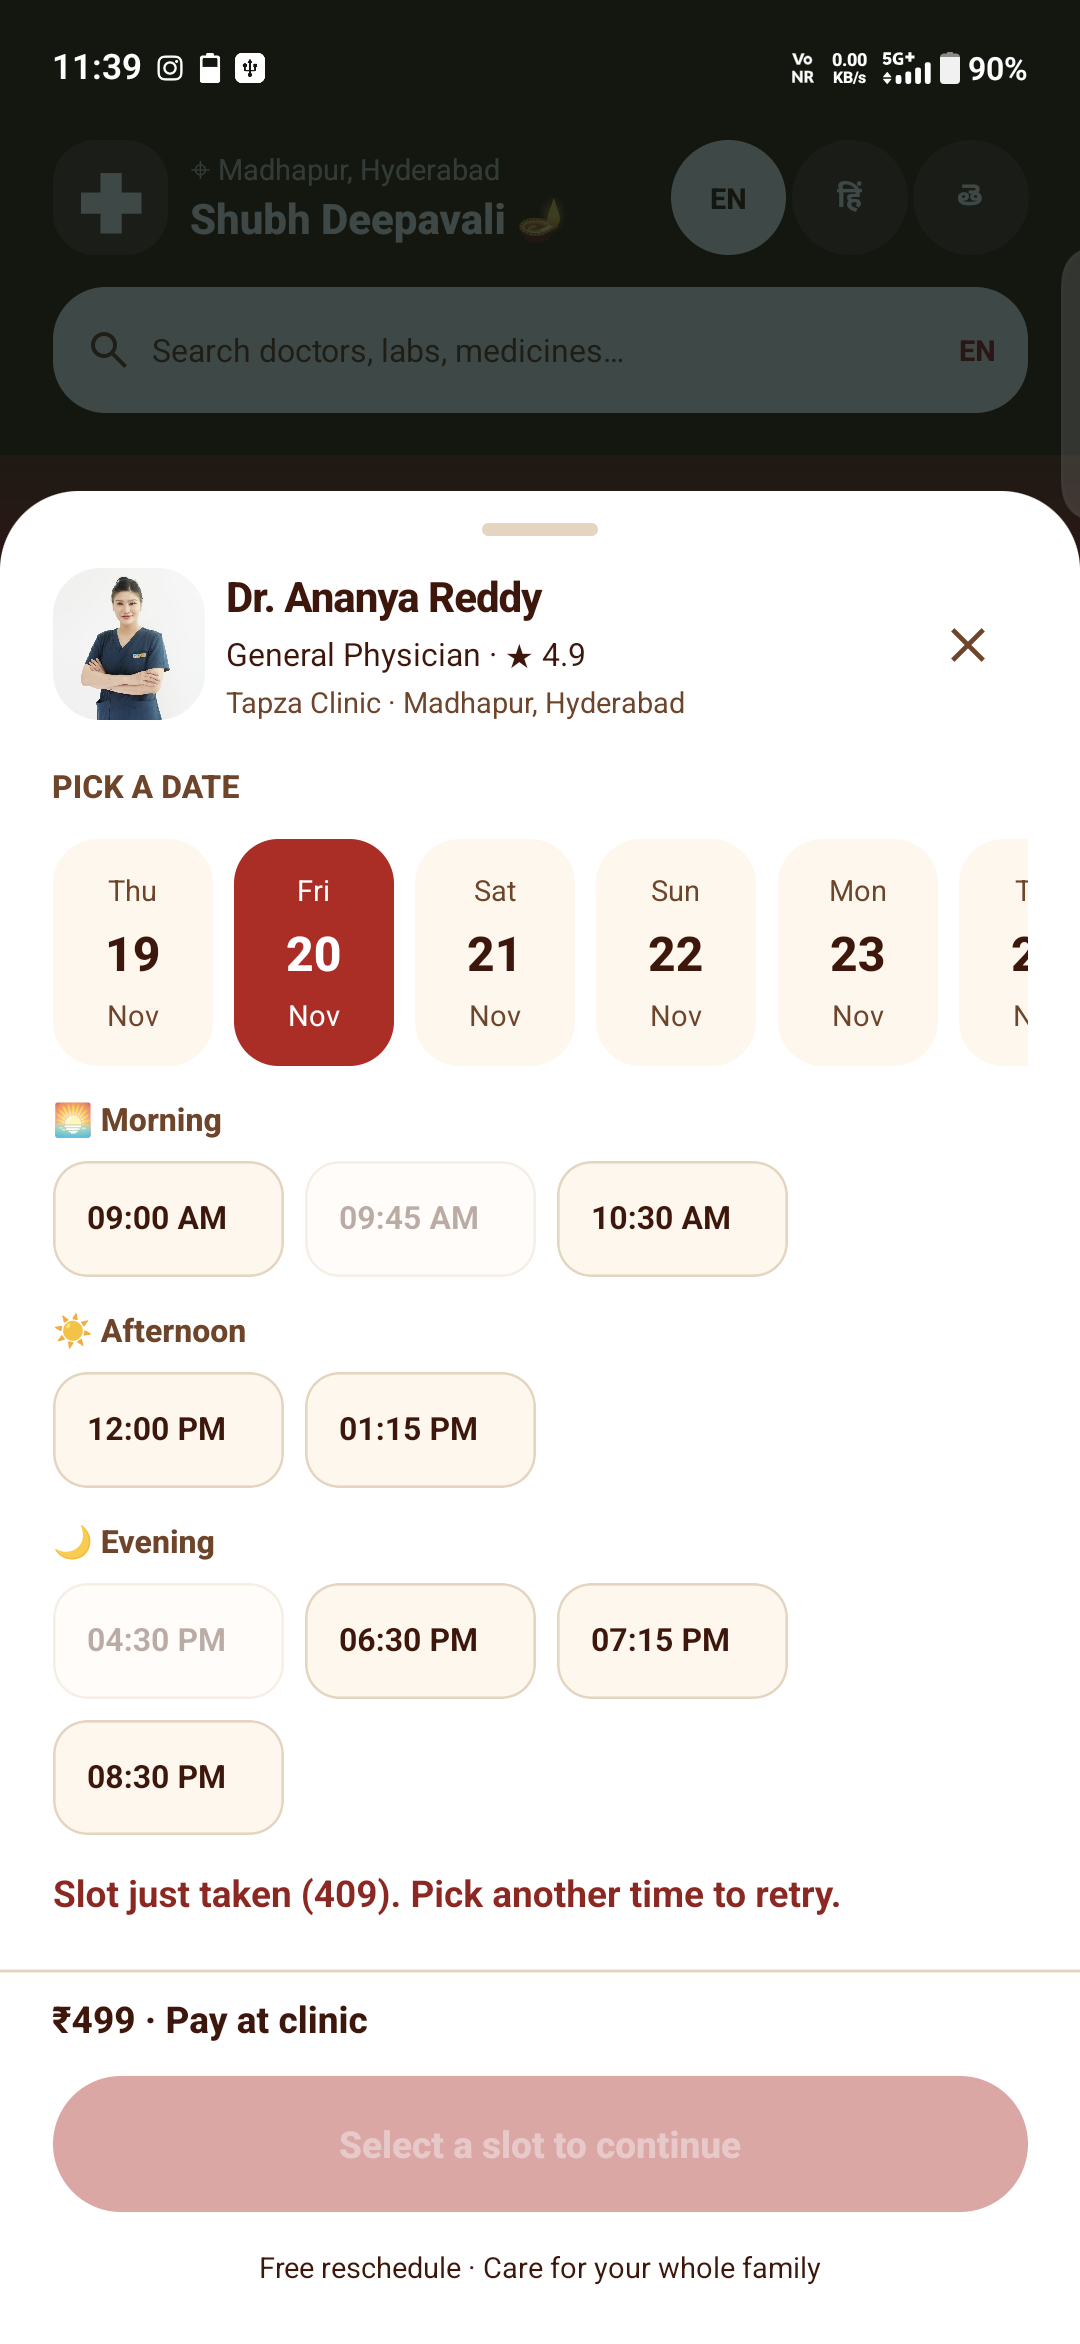 11:39
Vo NR 0.00 KB/s 5G+ 90%
Madhapur, Hyderabad
Shubh Deepavali 🪔
EN हिं తె
Search doctors, labs, medicines...
EN
Dr. Ananya Reddy
General Physician · ★ 4.9
Tapza Clinic · Madhapur, Hyderabad
PICK A DATE
Thu Fri Sat Sun Mon T
19 20 21 22 23 2
Nov Nov Nov Nov Nov N
🌅 Morning
09:00 AM 09:45 AM 10:30 AM
☀️ Afternoon
12:00 PM 01:15 PM
🌙 Evening
04:30 PM 06:30 PM 07:15 PM
08:30 PM
Slot just taken (409). Pick another time to retry.
₹499 · Pay at clinic
Select a slot to continue
Free reschedule · Care for your whole family